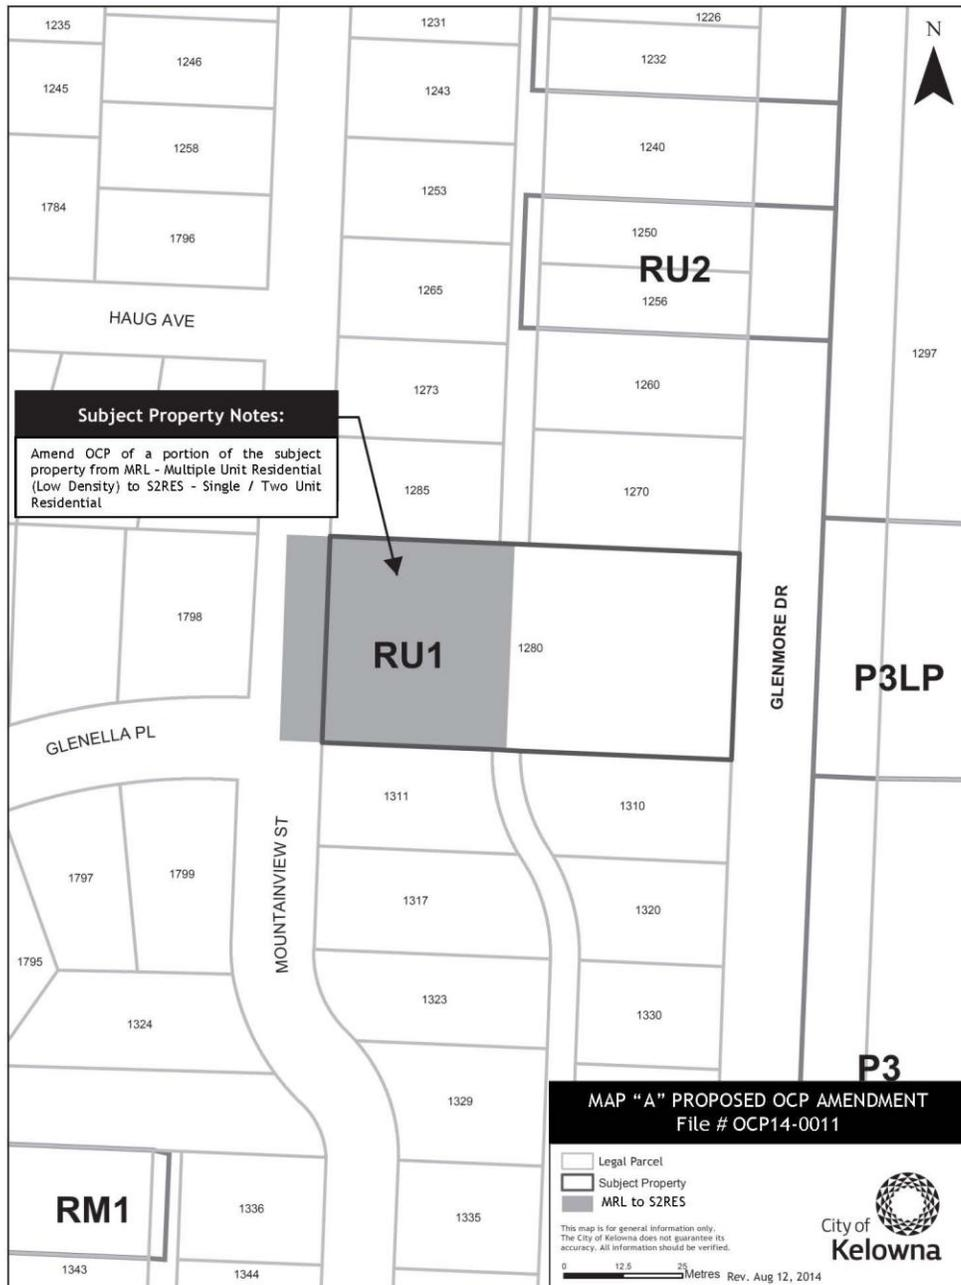 1235
1231
1226
N
1246
1232
1245
1243
1258
1240
1253
1784
1796
1250
RU2
1265
1256
HAUG AVE
1297
1273
1260
Subject Property Notes:
Amend OCP of a portion of the subject
property from MRL - Multiple Unit Residential
(Low Density) to S2RES - Single / Two Unit
Residential
1285
1270
1798
RU1
1280
GLENMORE DR
P3LP
GLENELLA PL
1311
1310
MOUNTAINVIEW ST
1797
1799
1317
1320
1795
1323
1324
1330
P3
1329
MAP “A” PROPOSED OCP AMENDMENT
File # OCP14-0011
Legal Parcel
Subject Property
MRL to S2RES
This map is for general information only.
The City of Kelowna does not guarantee its
accuracy. All information should be verified.
0 12.5 25
Metres Rev. Aug 12, 2014
City of
Kelowna
RM1
1336
1335
1343
1344